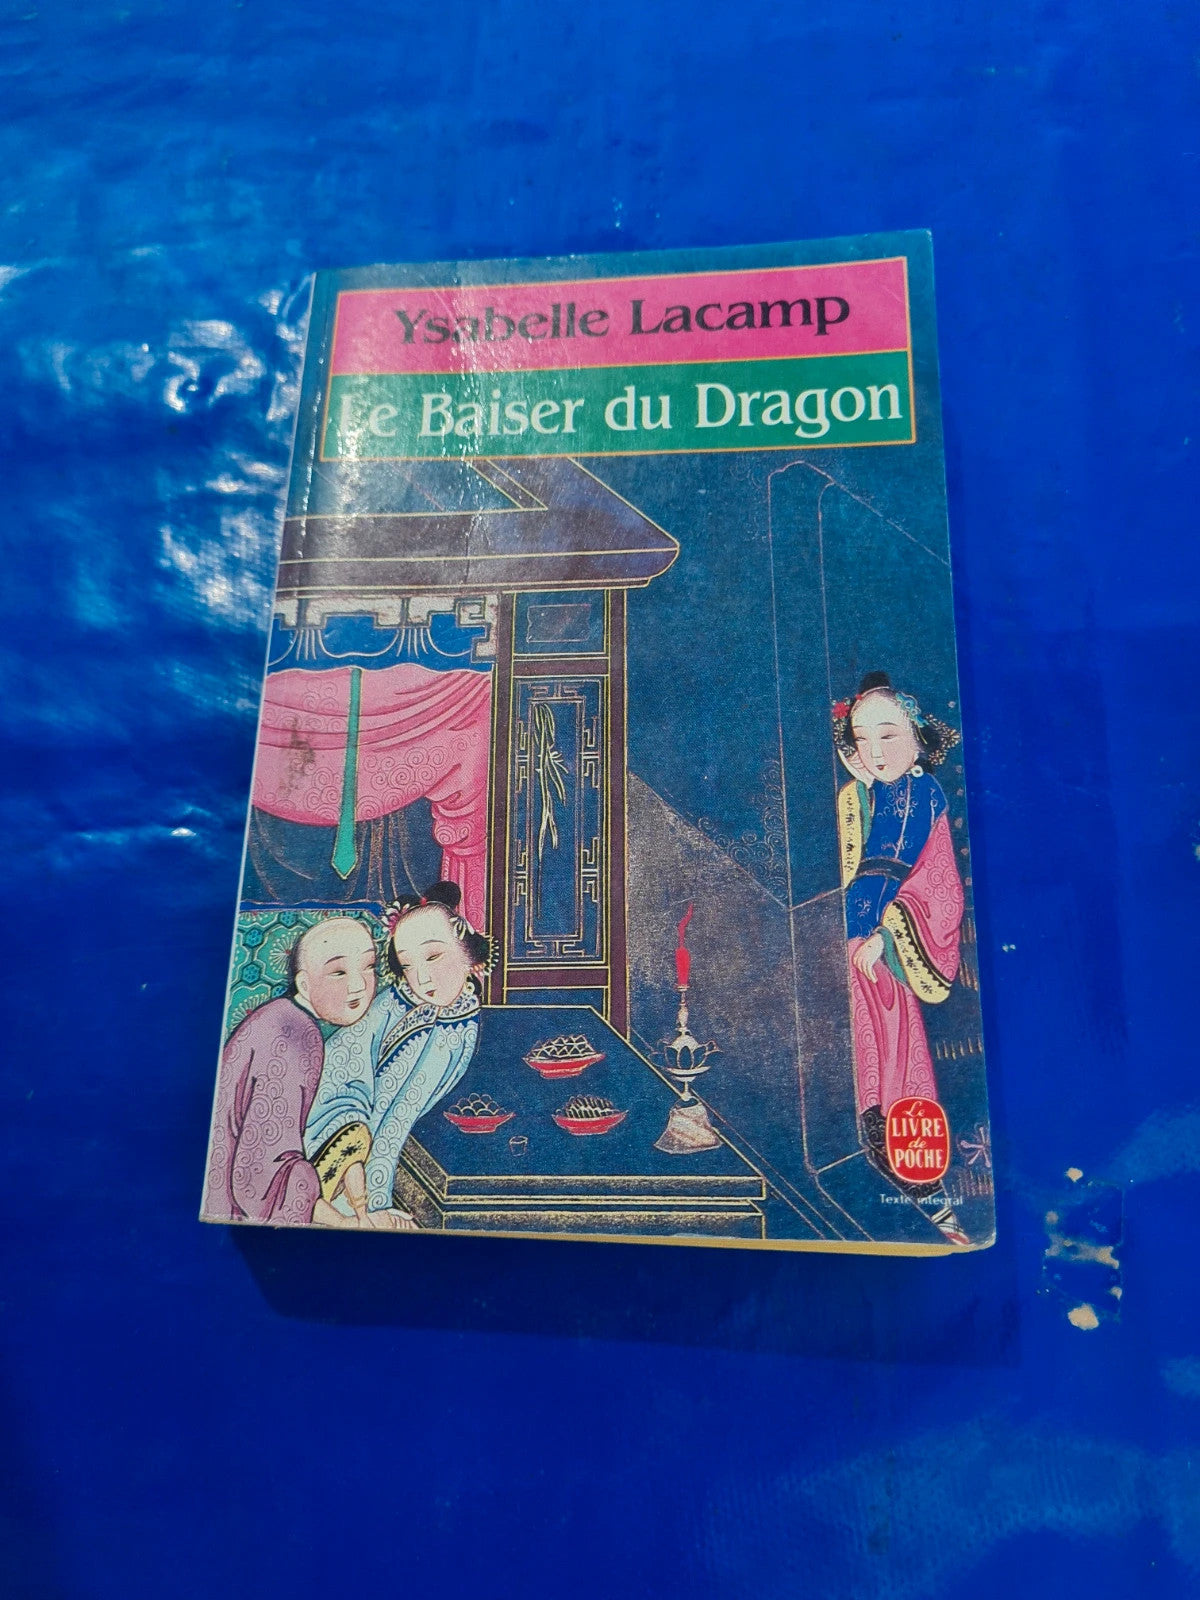 Ysabelle Lacamp
Le Baiser du Dragon
Le
LIVRE
de
POCHE
Texte intégral